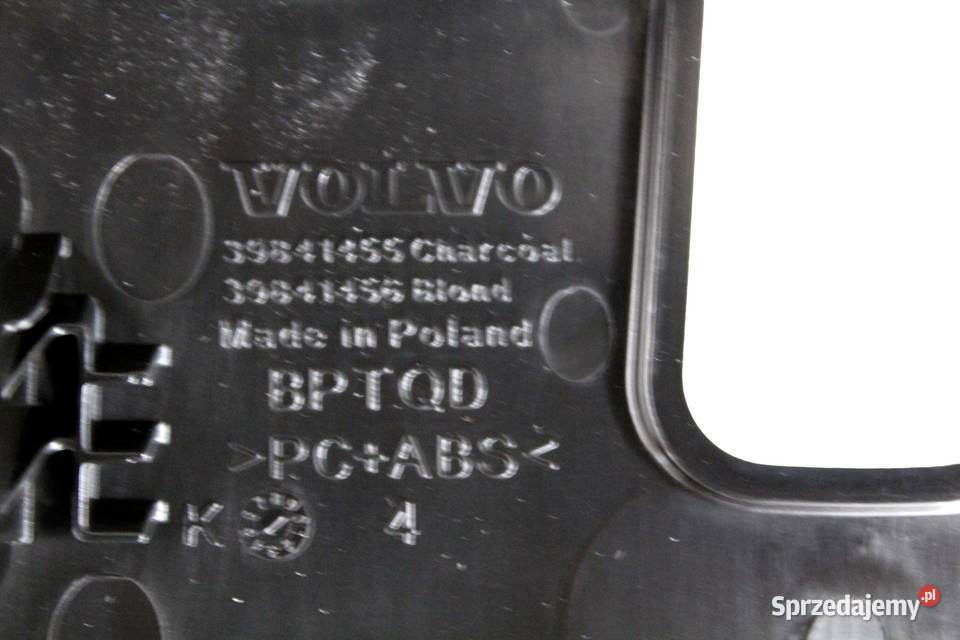 VOLVO
39841455 Charcoal
39841456 Blond
Made in Poland
BPTQD
>PC+ABS<
K 4
Sprzedajemy.pl